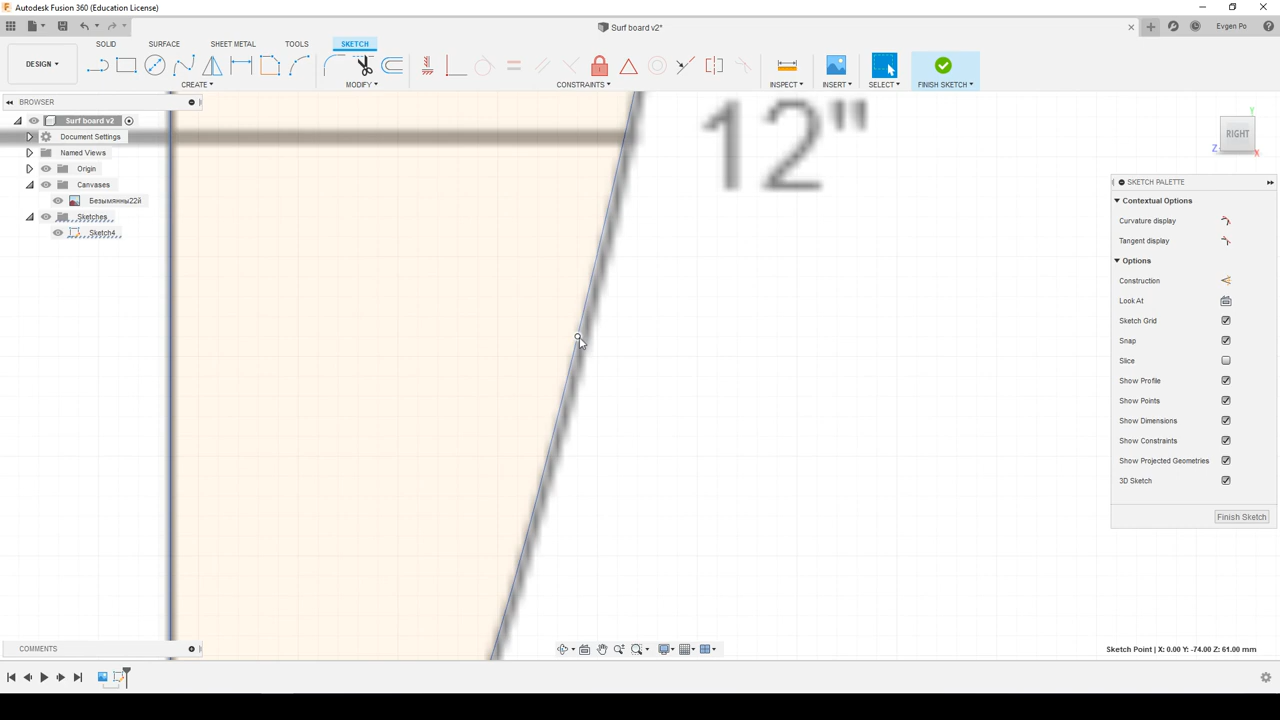 Autodesk Fusion 360 (Education License)
Surf board v2*
Evgen Po
DESIGN
SOLID SURFACE SHEET METAL TOOLS SKETCH
CREATE MODIFY CONSTRAINTS INSPECT INSERT SELECT FINISH SKETCH
BROWSER
Surf board v2
Document Settings
Named Views
Origin
Canvases
Безымянны22й
Sketches
Sketch4
12"
Y
RIGHT
Z
X
SKETCH PALETTE
Contextual Options
Curvature display
Tangent display
Options
Construction
Look At
Sketch Grid
Snap
Slice
Show Profile
Show Points
Show Dimensions
Show Constraints
Show Projected Geometries
3D Sketch
Finish Sketch
COMMENTS
Sketch Point | X: 0.00 Y: -74.00 Z: 61.00 mm